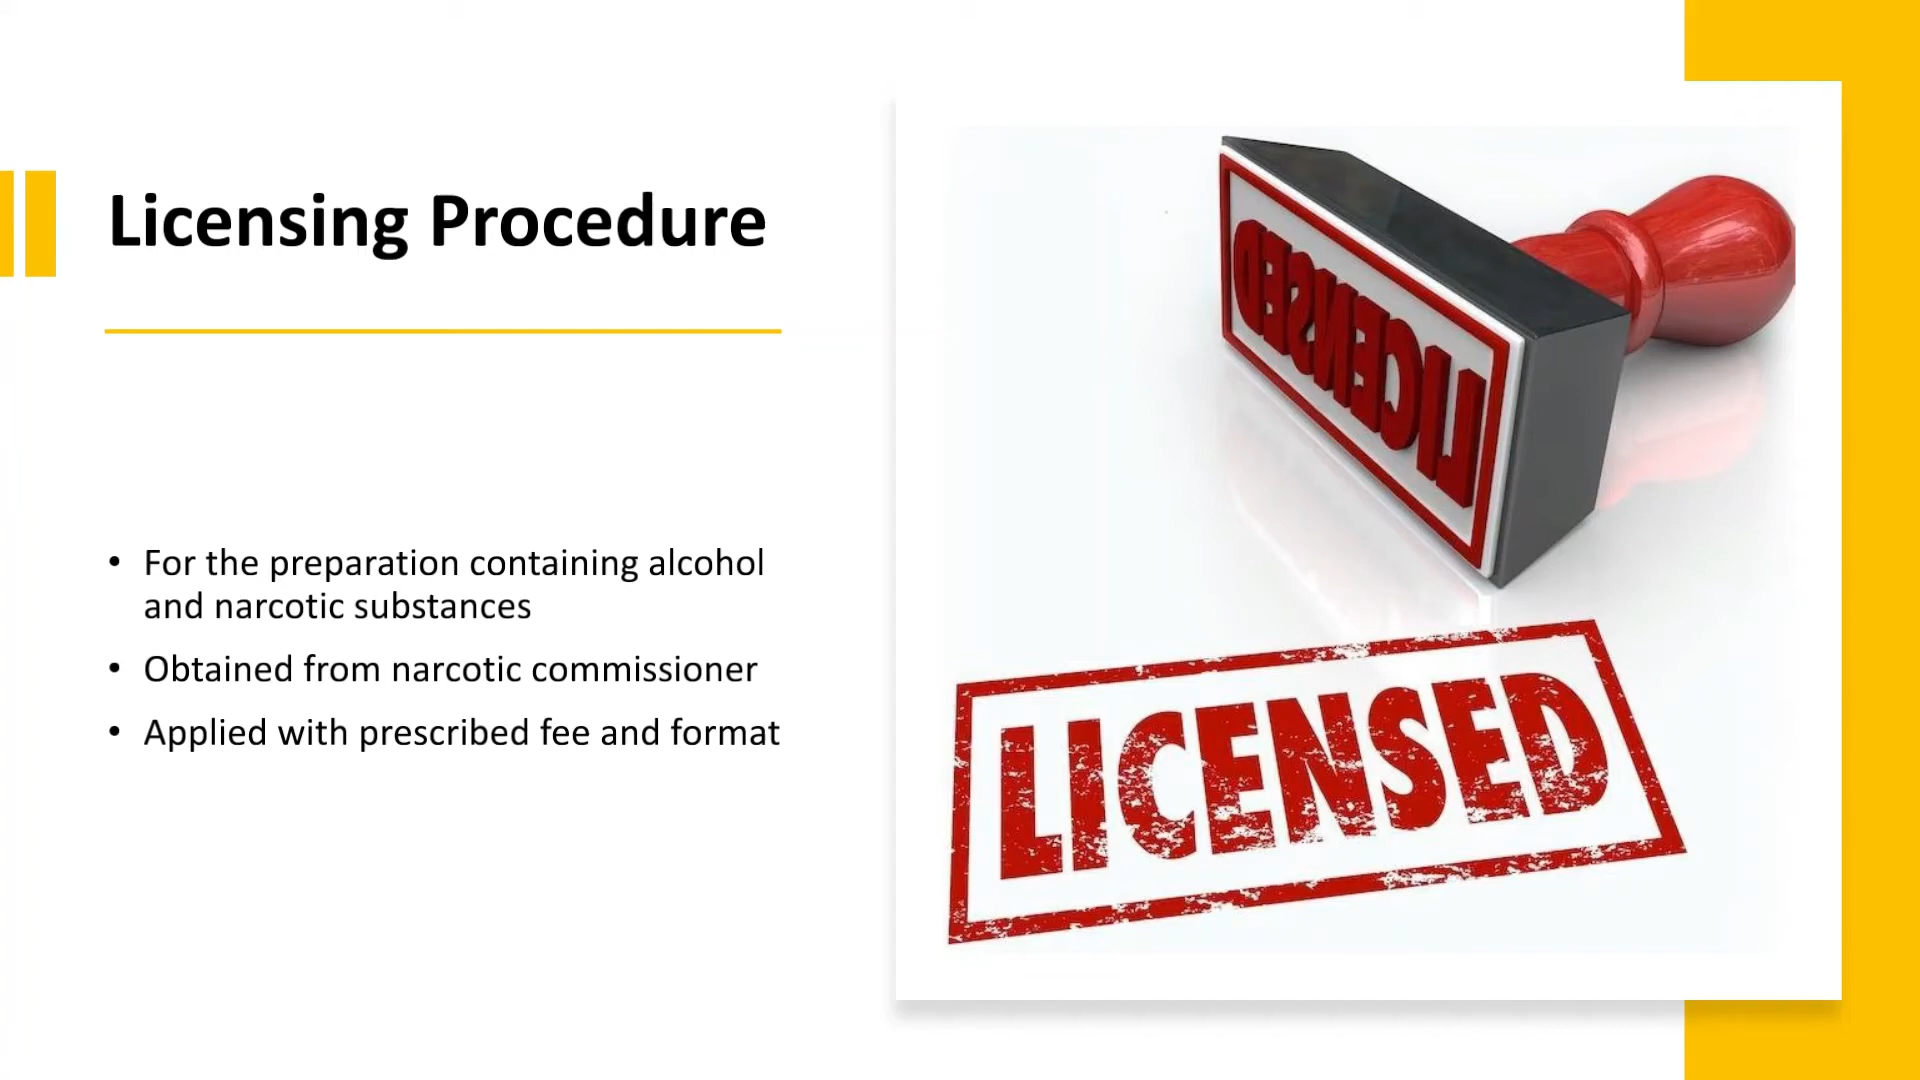 Licensing Procedure
• For the preparation containing alcohol
and narcotic substances
• Obtained from narcotic commissioner
• Applied with prescribed fee and format
LICENSED
LICENSED